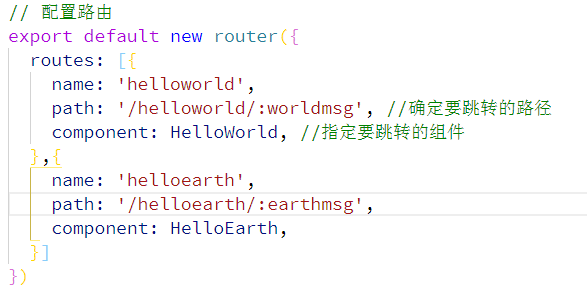 // 配置路由
export default new router({
  routes: [{
    name: 'helloworld',
    path: '/helloworld/:worldmsg', //确定要跳转的路径
    component: HelloWorld, //指定要跳转的组件
  },{
    name: 'helloearth',
    path: '/helloearth/:earthmsg',
    component: HelloEarth,
  }]
})